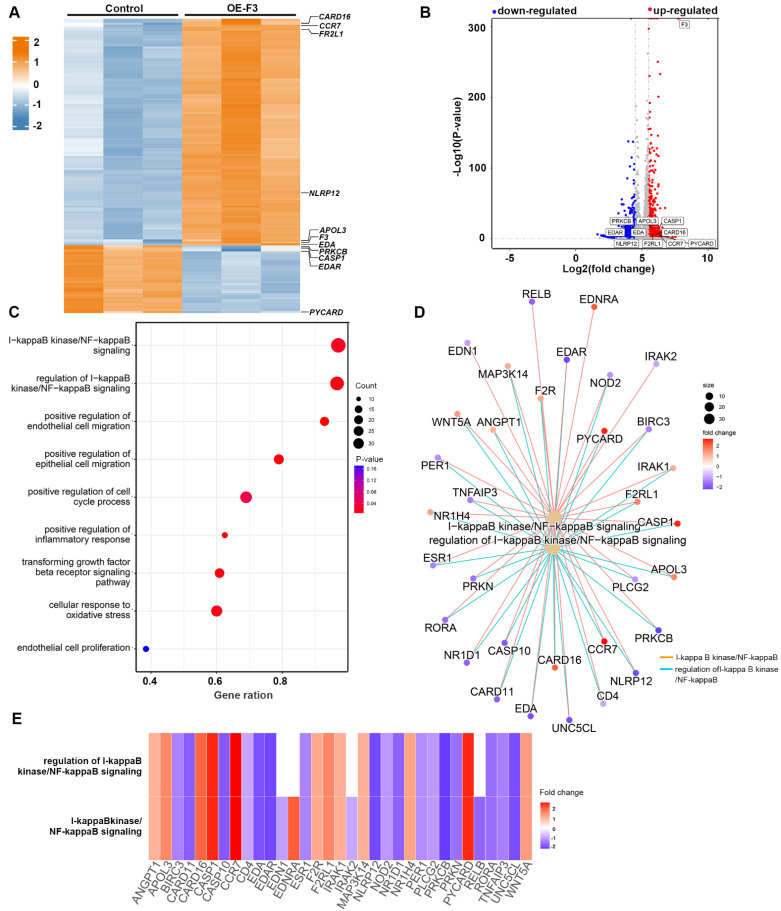 A
Control
OE-F3
CARD16
CCR7
FR2L1
2
1
0
-1
-2
NLRP12
APOL3
F3
EDA
PRKCB
CASP1
EDAR
PYCARD
B
down-regulated
up-regulated
F3
300
200
100
0
-Log10(P-value)
PRKCB
APOL3
CASP1
EDAR
EDA
CARD16
NLRP12
F2RL1
CCR7
PYCARD
-5
0
5
10
Log2(fold change)
C
I−kappaB kinase/NF−kappaB
signaling
regulation of I−kappaB
kinase/NF−kappaB signaling
positive regulation of
endothelial cell migration
positive regulation of
epithelial cell migration
positive regulation of cell
cycle process
positive regulation of
inflammatory response
transforming growth factor
beta receptor signaling
pathway
cellular response to
oxidative stress
endothelial cell proliferation
0.4
0.6
0.8
Gene ration
Count
10
15
20
25
30
P-value
0.16
0.12
0.08
0.04
D
RELB
EDNRA
EDN1
EDAR
IRAK2
MAP3K14
NOD2
F2R
WNT5A
ANGPT1
PYCARD
BIRC3
PER1
IRAK1
TNFAIP3
F2RL1
NR1H4
CASP1
I−kappaB kinase/NF−kappaB signaling
regulation of I−kappaB kinase/NF−kappaB signaling
ESR1
APOL3
PRKN
PLCG2
RORA
PRKCB
NR1D1
CASP10
CARD16
CCR7
NLRP12
CARD11
CD4
EDA
UNC5CL
size
10
20
30
fold change
2
1
0
−1
−2
I-kappa B kinase/NF-kappaB
regulation of I-kappa B kinase
/NF-kappaB
E
regulation of I-kappaB
kinase/NF-kappaB signaling
I-kappaBkinase/
NF-kappaB signaling
ANGPT1
APOL3
BIRC3
CARD11
CARD16
CASP1
CASP10
CCR7
CD4
EDA
EDAR
EDN1
EDNRA
ESR1
F2R
F2RL1
IRAK1
IRAK2
MAP3K14
NLRP12
NOD2
NR1D1
NR1H4
PER1
PLCG2
PRKCB
PRKN
PYCARD
RELB
RORA
TNFAIP3
UNC5CL
WNT5A
Fold change
2
1
0
-1
-2